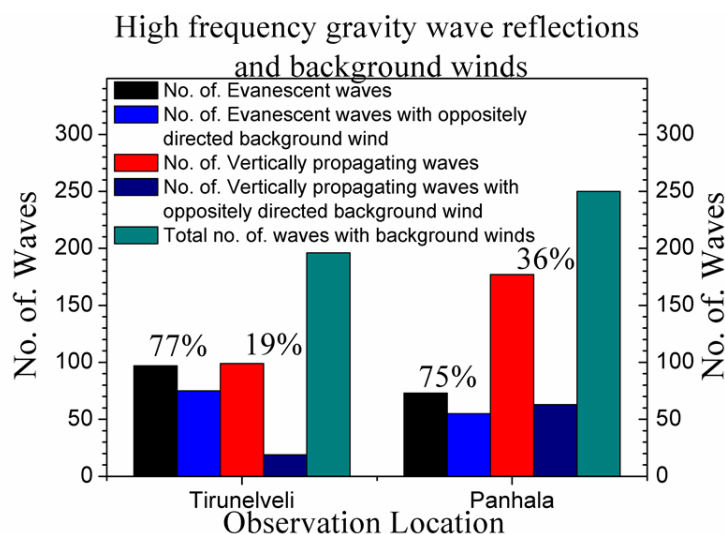 High frequency gravity wave reflections
and background winds
No. of. Evanescent waves
No. of. Evanescent waves with oppositely
directed background wind
No. of. Vertically propagating waves
No. of. Vertically propagating waves with
oppositely directed background wind
Total no. of. waves with background winds
No. of. Waves
300
250
200
150
100
50
0
77%
19%
75%
36%
300
250
200
150
100
50
0
No. of. Waves
Tirunelveli
Panhala
Observation Location